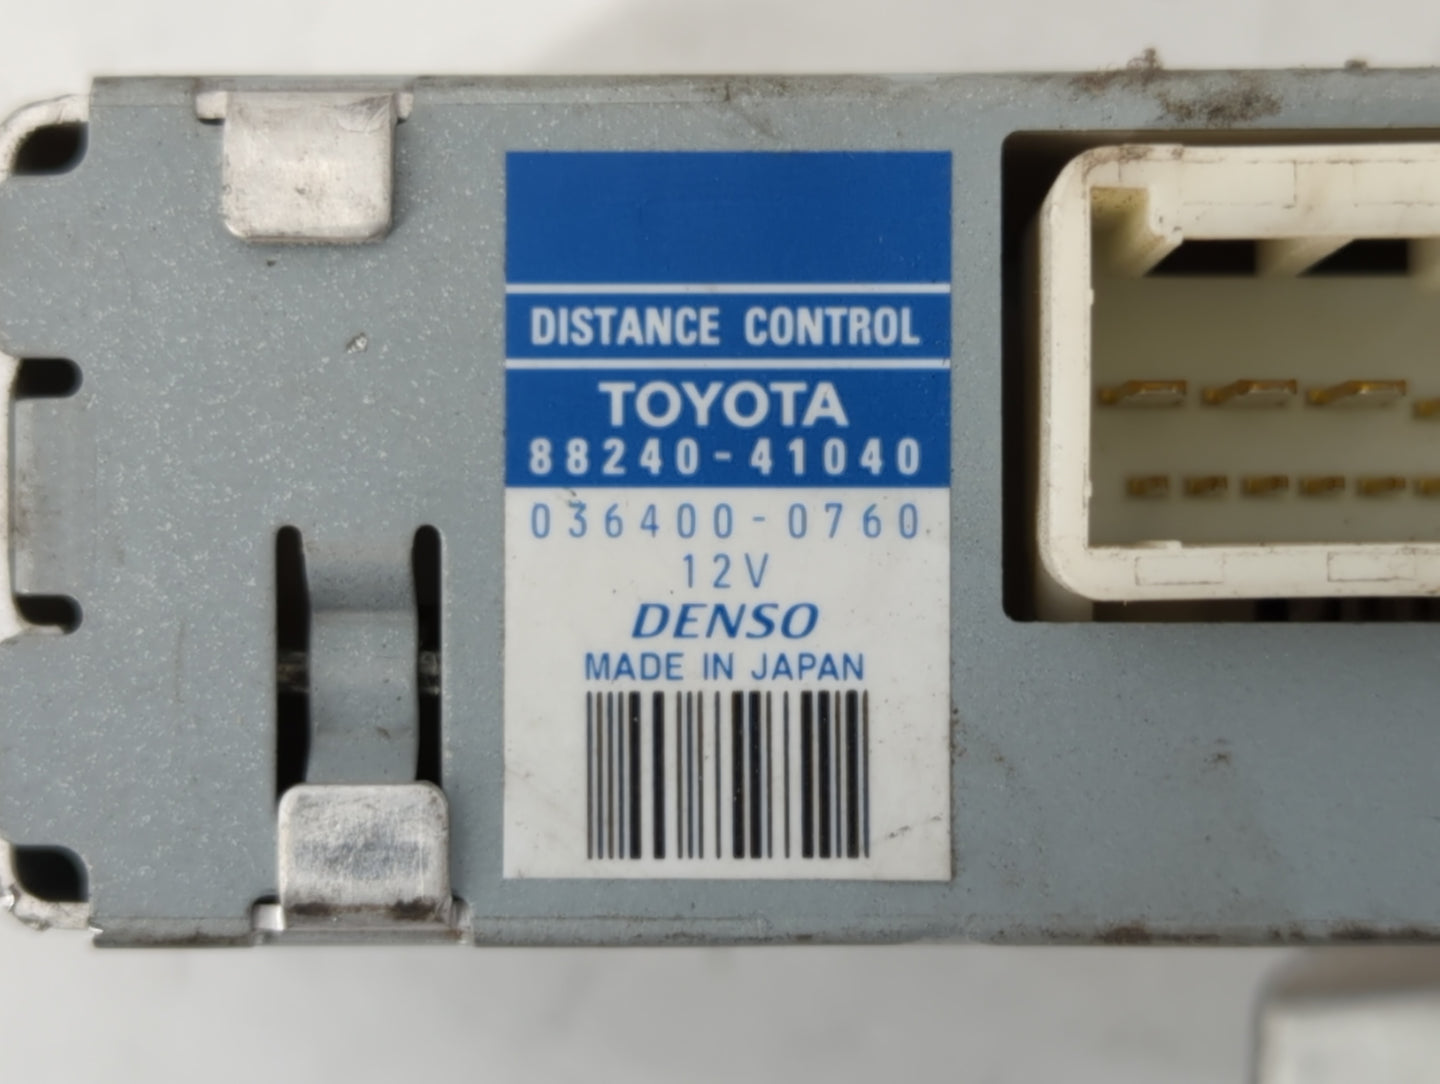 DISTANCE CONTROL
TOYOTA
88240-41040
036400-0760
12V
DENSO
MADE IN JAPAN